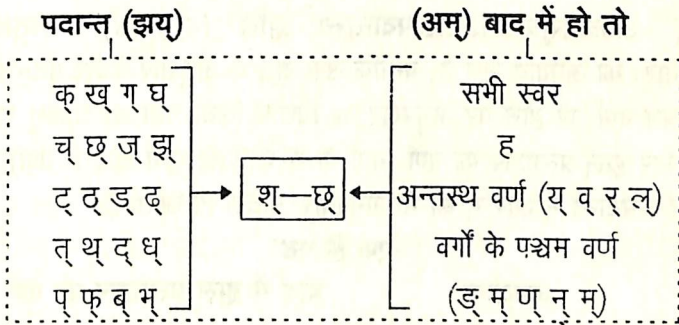 पदान्त (झय्)
(अम्) बाद में हो तो
क् ख् ग् घ्
च छ् ज् झ्
ट् ठ् ड् ढ्
त् थ् द् ध्
प् फ् ब् भ्
श्—छ्
सभी स्वर
ह
अन्तस्थ वर्ण (य् व् र् ल्)
वर्गों के पञ्चम वर्ण
(ङ् म् ण् न् म्)